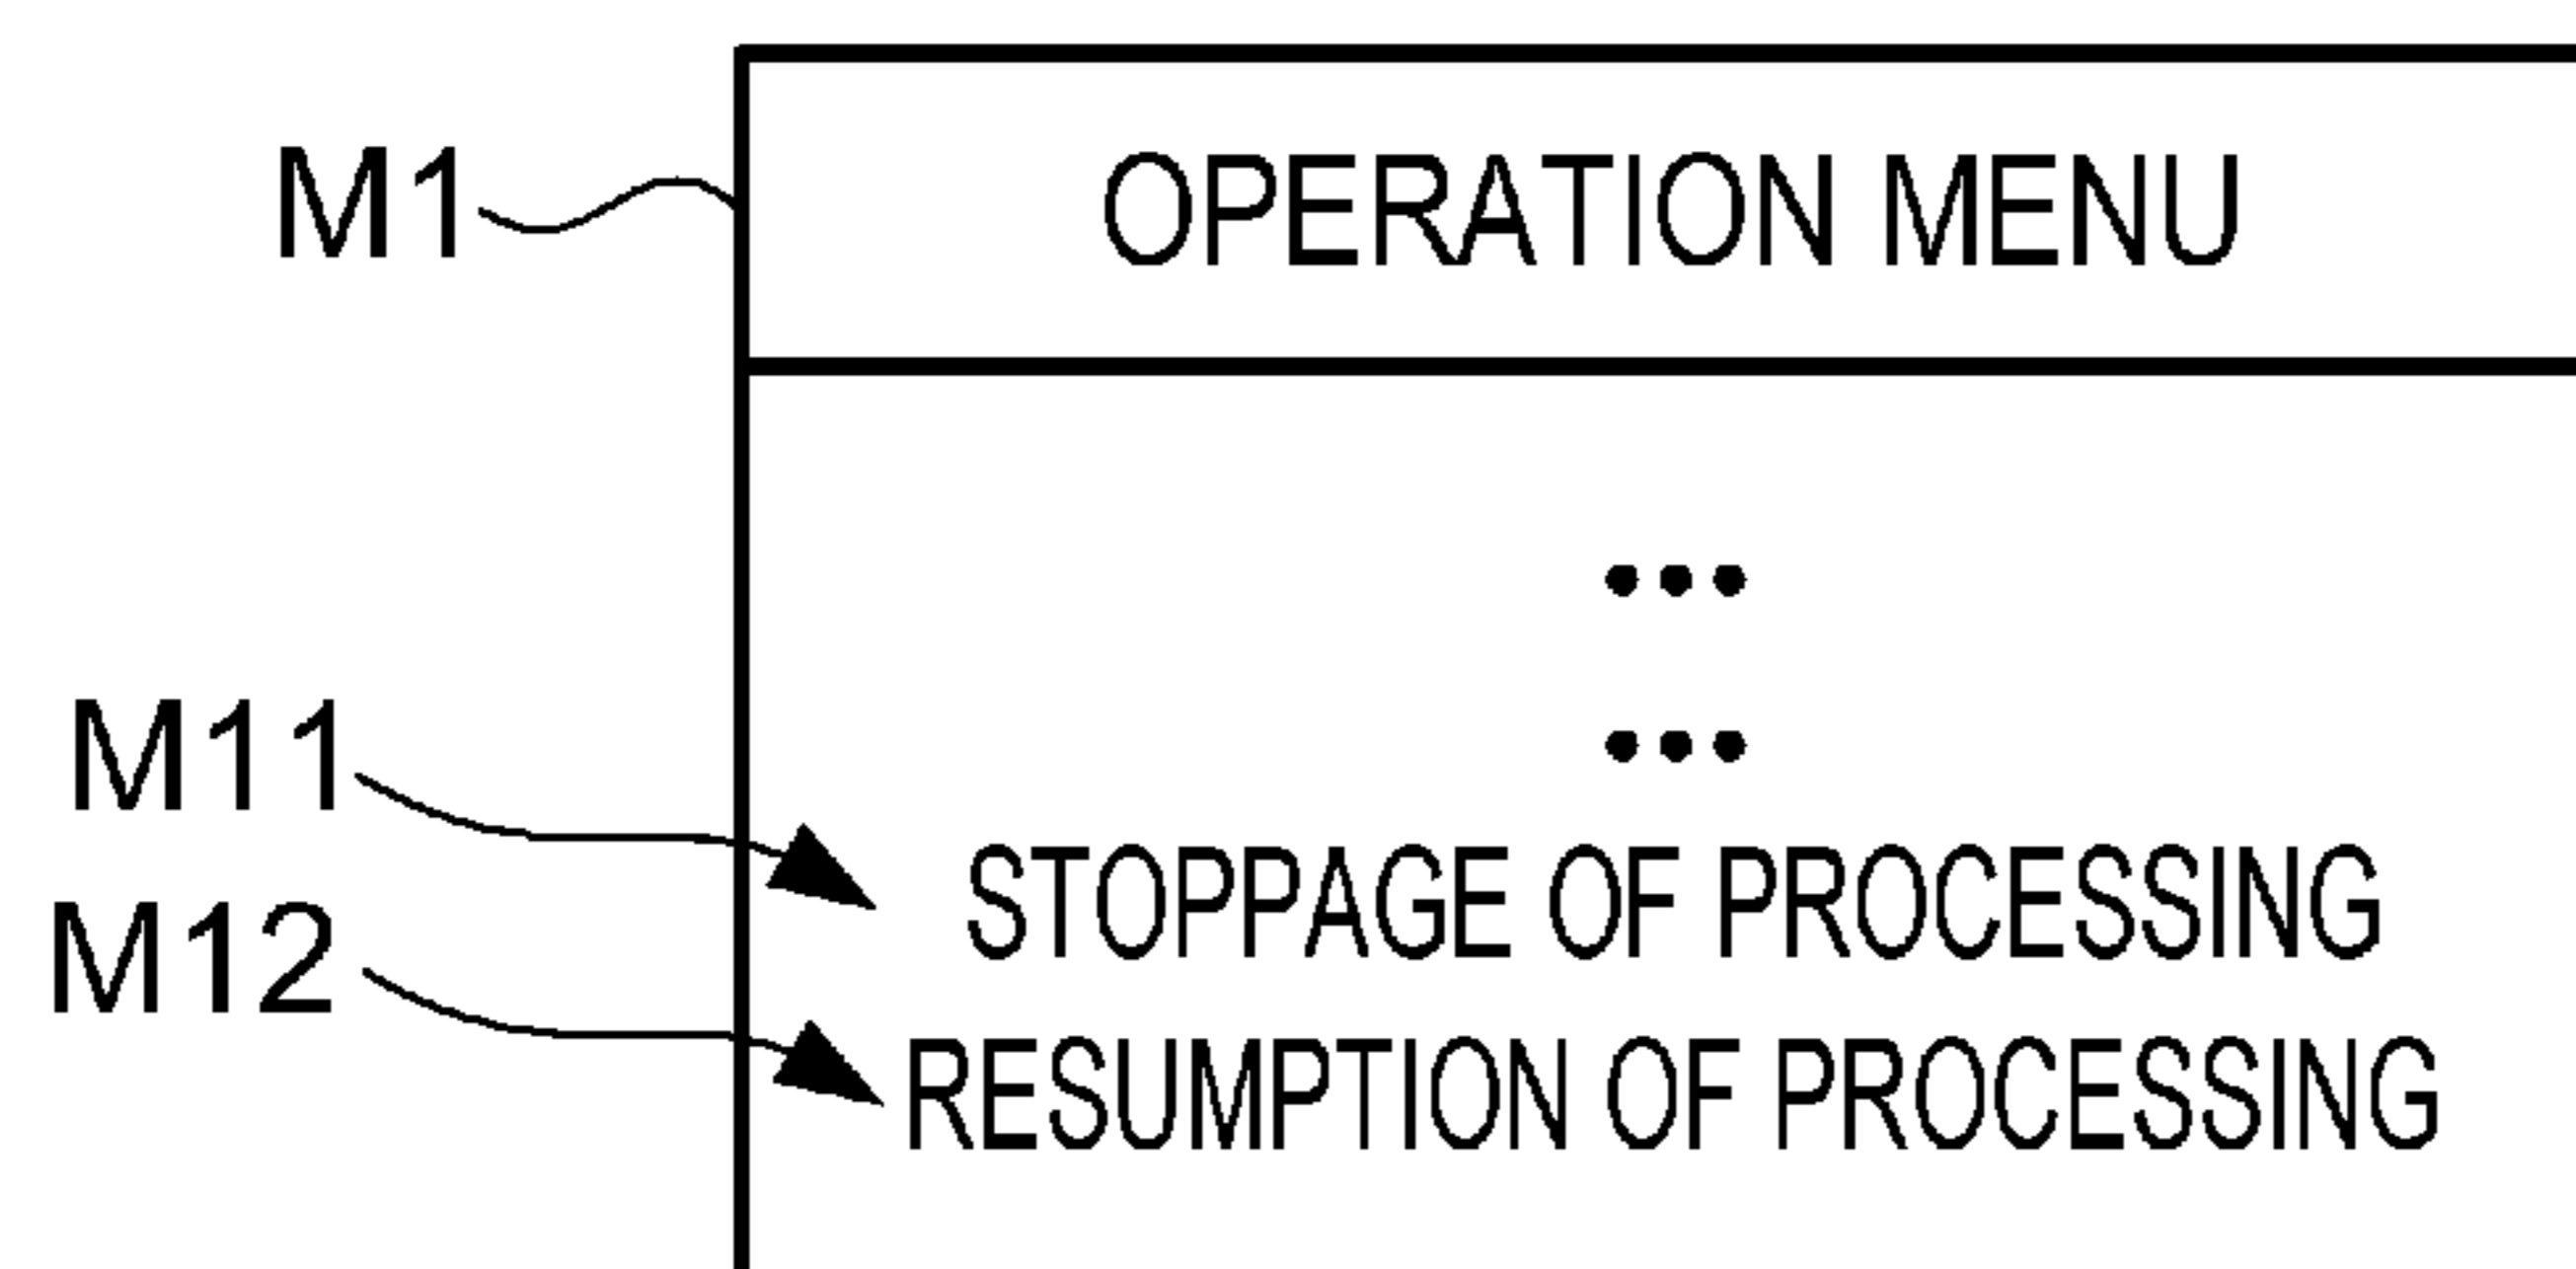 M1 OPERATION MENU
•••
•••
M11 STOPPAGE OF PROCESSING
M12 RESUMPTION OF PROCESSING